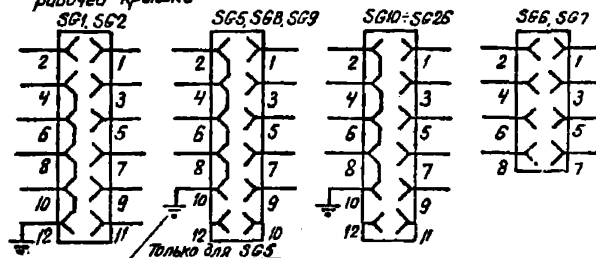 рабочей крышке
SG1, SG2 SG5, SG8, SG9 SG10÷SG26 SG6, SG7
2 1 2 1 2 1 2 1
4 3 4 3 4 3 4 3
6 5 6 5 6 5 6 5
8 7 8 7 8 7 8 7
10 9 10 9 10 9
12 11 12 10 12 11
Только для SG5